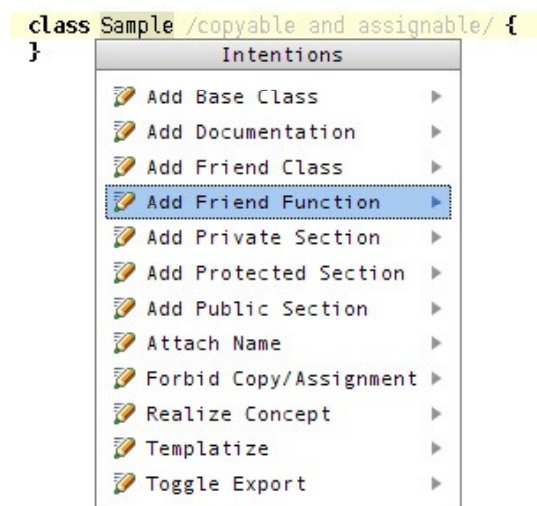 class Sample /copyable and assignable/ {
}
Intentions
Add Base Class
Add Documentation
Add Friend Class
Add Friend Function
Add Private Section
Add Protected Section
Add Public Section
Attach Name
Forbid Copy/Assignment
Realize Concept
Templatize
Toggle Export